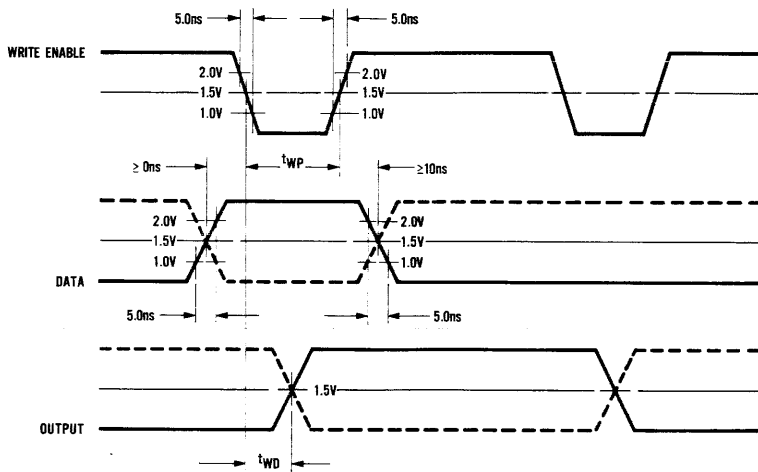 5.0ns 5.0ns
WRITE ENABLE
2.0V 2.0V
1.5V 1.5V
1.0V 1.0V
≥ 0ns tWP ≥10ns
2.0V 2.0V
1.5V 1.5V
1.0V 1.0V
DATA
5.0ns 5.0ns
1.5V
OUTPUT
tWD